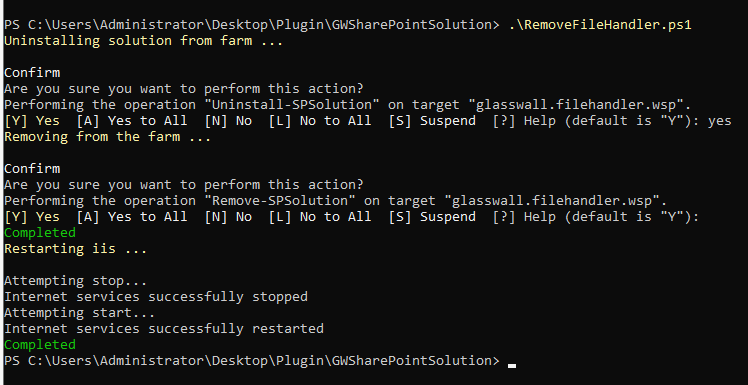 PS C:\Users\Administrator\Desktop\Plugin\GWSharePointSolution> .\RemoveFileHandler.ps1
Uninstalling solution from farm ...
Confirm
Are you sure you want to perform this action?
Performing the operation "Uninstall-SPSolution" on target "glasswall.filehandler.wsp".
[Y] Yes  [A] Yes to All  [N] No  [L] No to All  [S] Suspend  [?] Help (default is "Y"): yes
Removing from the farm ...
Confirm
Are you sure you want to perform this action?
Performing the operation "Remove-SPSolution" on target "glasswall.filehandler.wsp".
[Y] Yes  [A] Yes to All  [N] No  [L] No to All  [S] Suspend  [?] Help (default is "Y"):
Completed
Restarting iis ...
Attempting stop...
Internet services successfully stopped
Attempting start...
Internet services successfully restarted
Completed
PS C:\Users\Administrator\Desktop\Plugin\GWSharePointSolution>